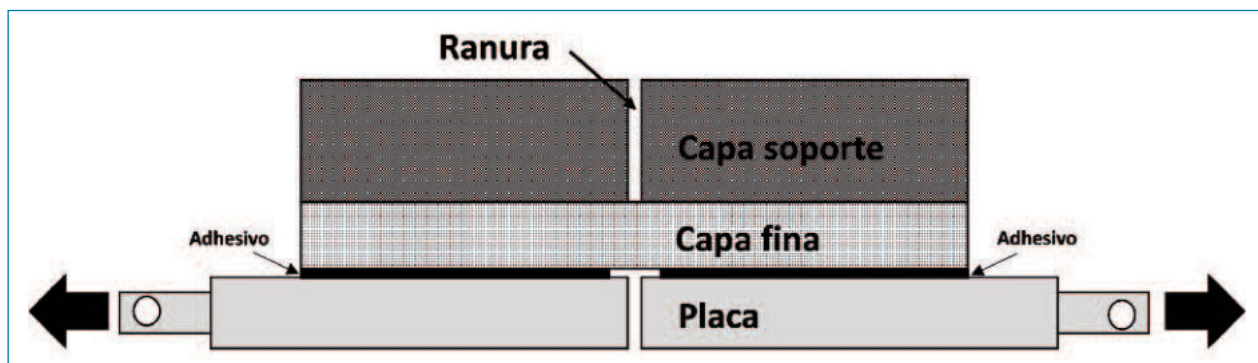 Ranura
Capa soporte
Adhesivo
Capa fina
Adhesivo
Placa